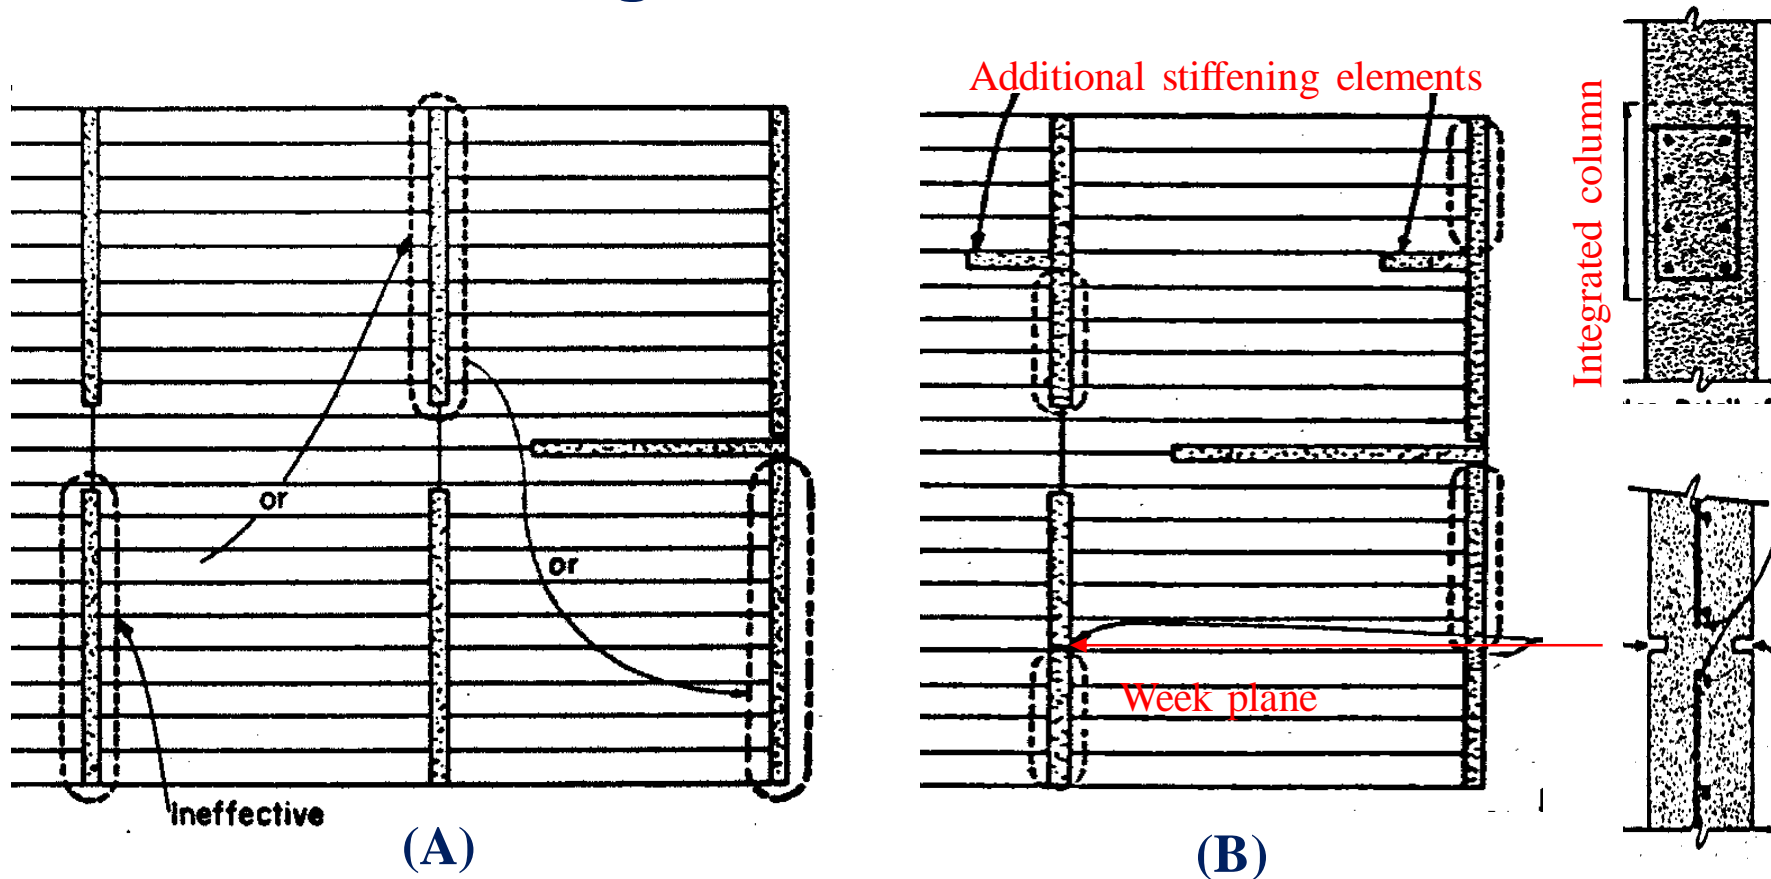 Additional stiffening elements
Integrated column
or
or
Week plane
Ineffective
(A)
(B)